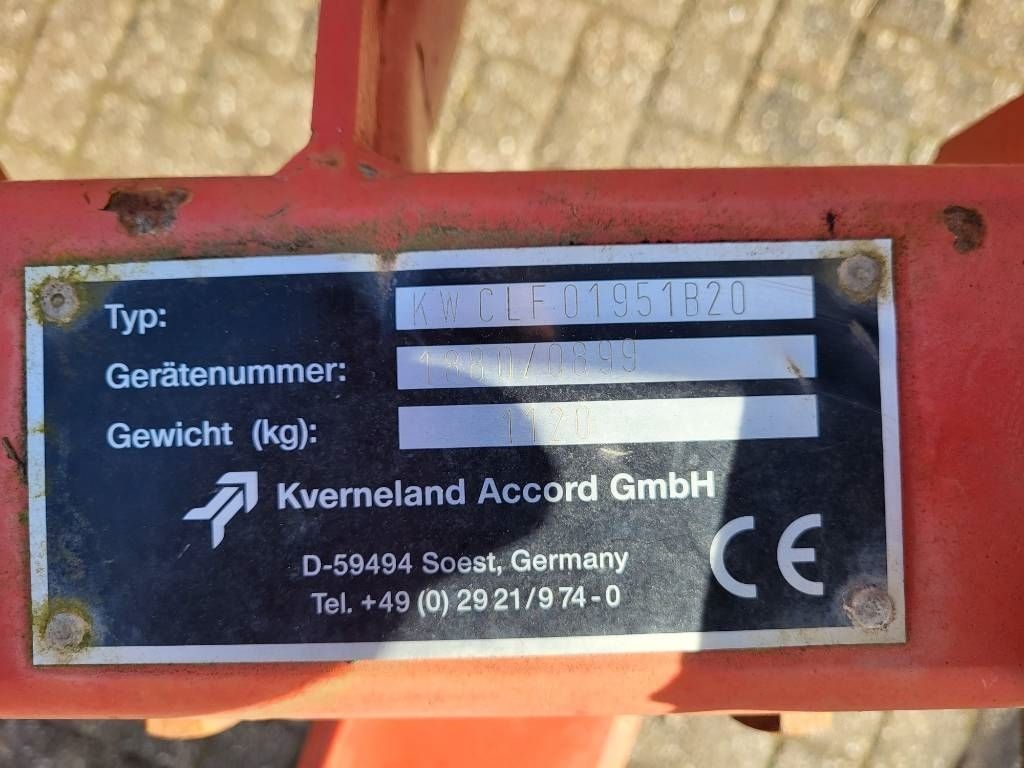 Typ: KW CLF 01951B20
Gerätenummer: 1880/0899
Gewicht (kg): 1120
Kverneland Accord GmbH
D-59494 Soest, Germany
Tel. +49 (0) 29 21/9 74-0
CE